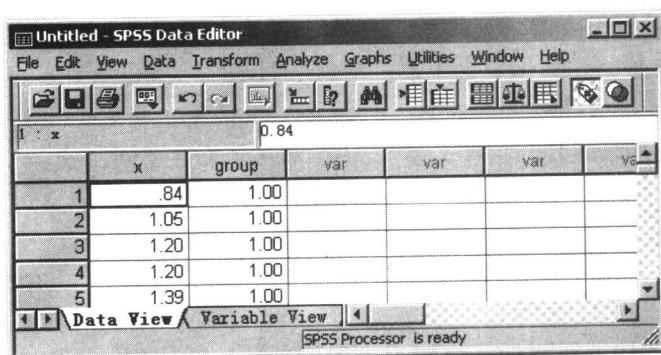 Untitled - SPSS Data Editor
File Edit View Data Transform Analyze Graphs Utilities Window Help
1 : x 0.84
x group var var var va
1 .84 1.00
2 1.05 1.00
3 1.20 1.00
4 1.20 1.00
5 1.39 1.00
Data View Variable View
SPSS Processor is ready